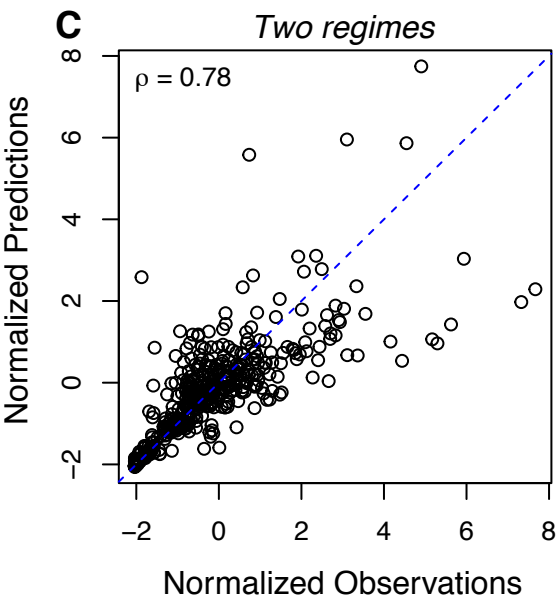 C
Two regimes
ρ = 0.78
Normalized Predictions
8
6
4
2
0
−2
−2 0 2 4 6 8
Normalized Observations